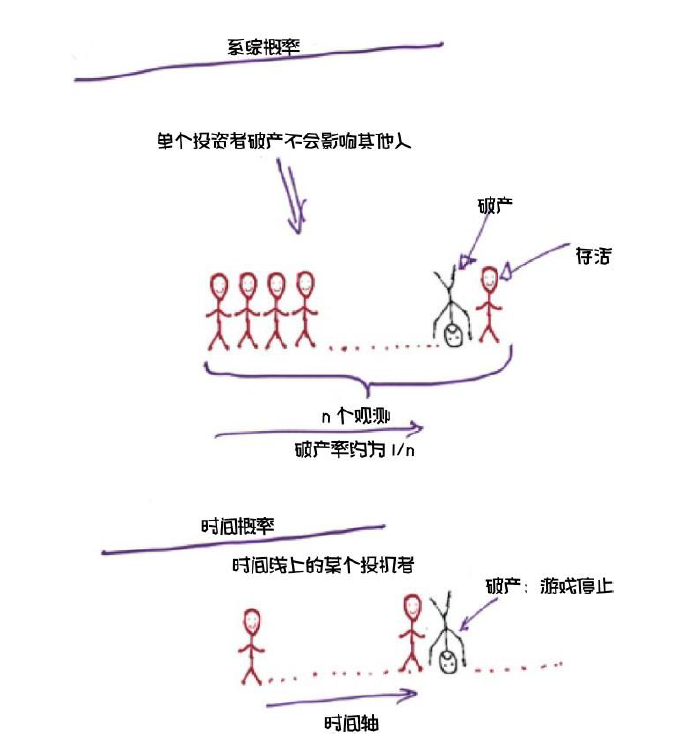 系综概率
单个投资者破产不会影响其他人
破产
存活
n 个观测
破产率约为 1/n
时间概率
时间线上的某个投机者
破产：游戏停止
时间轴